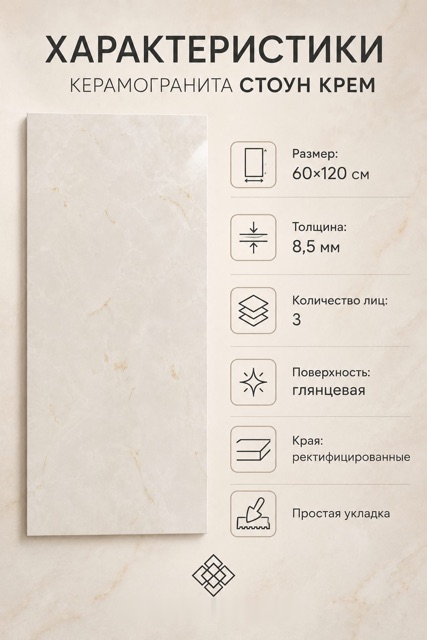 ХАРАКТЕРИСТИКИ
КЕРАМОГРАНИТА СТОУН КРЕМ
Размер:
60×120 см
Толщина:
8,5 мм
Количество лиц:
3
Поверхность:
глянцевая
Края:
ректифицированные
Простая укладка